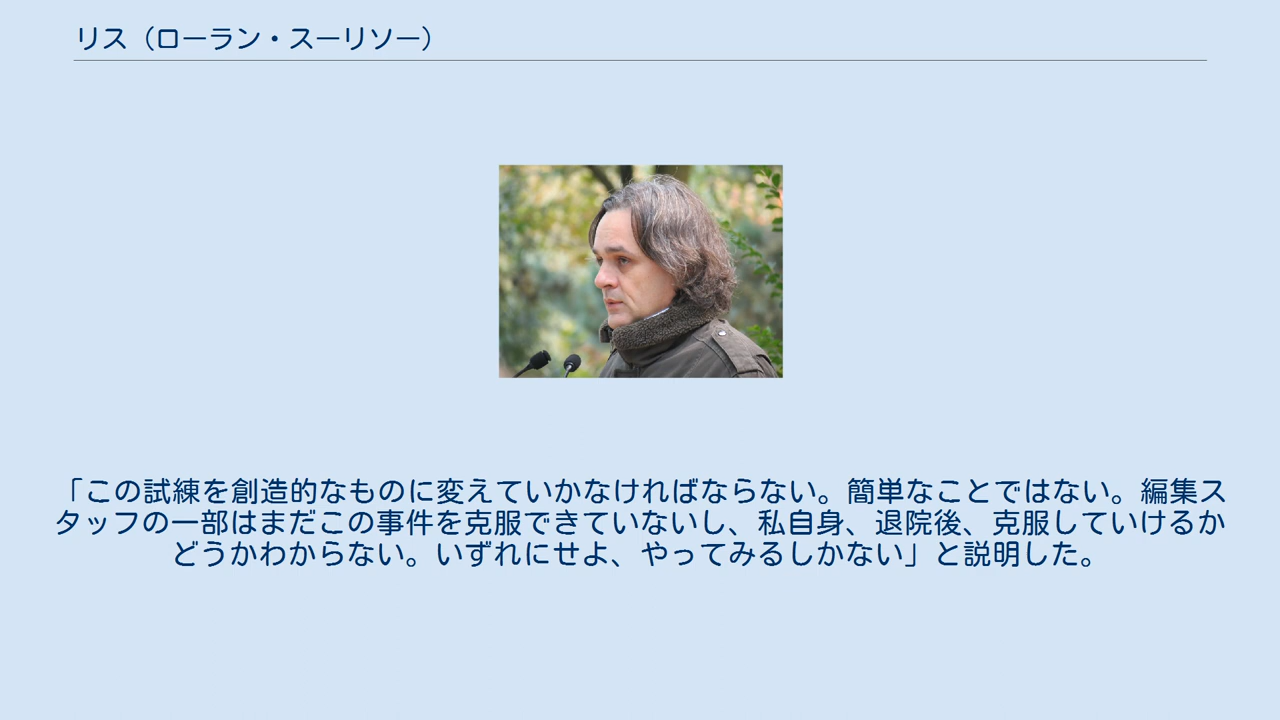 リス（ローラン・スーリソー）
「この試練を創造的なものに変えていかなければならない。簡単なことではない。編集ス
タッフの一部はまだこの事件を克服できていないし、私自身、退院後、克服していけるか
どうかわからない。いずれにせよ、やってみるしかない」と説明した。